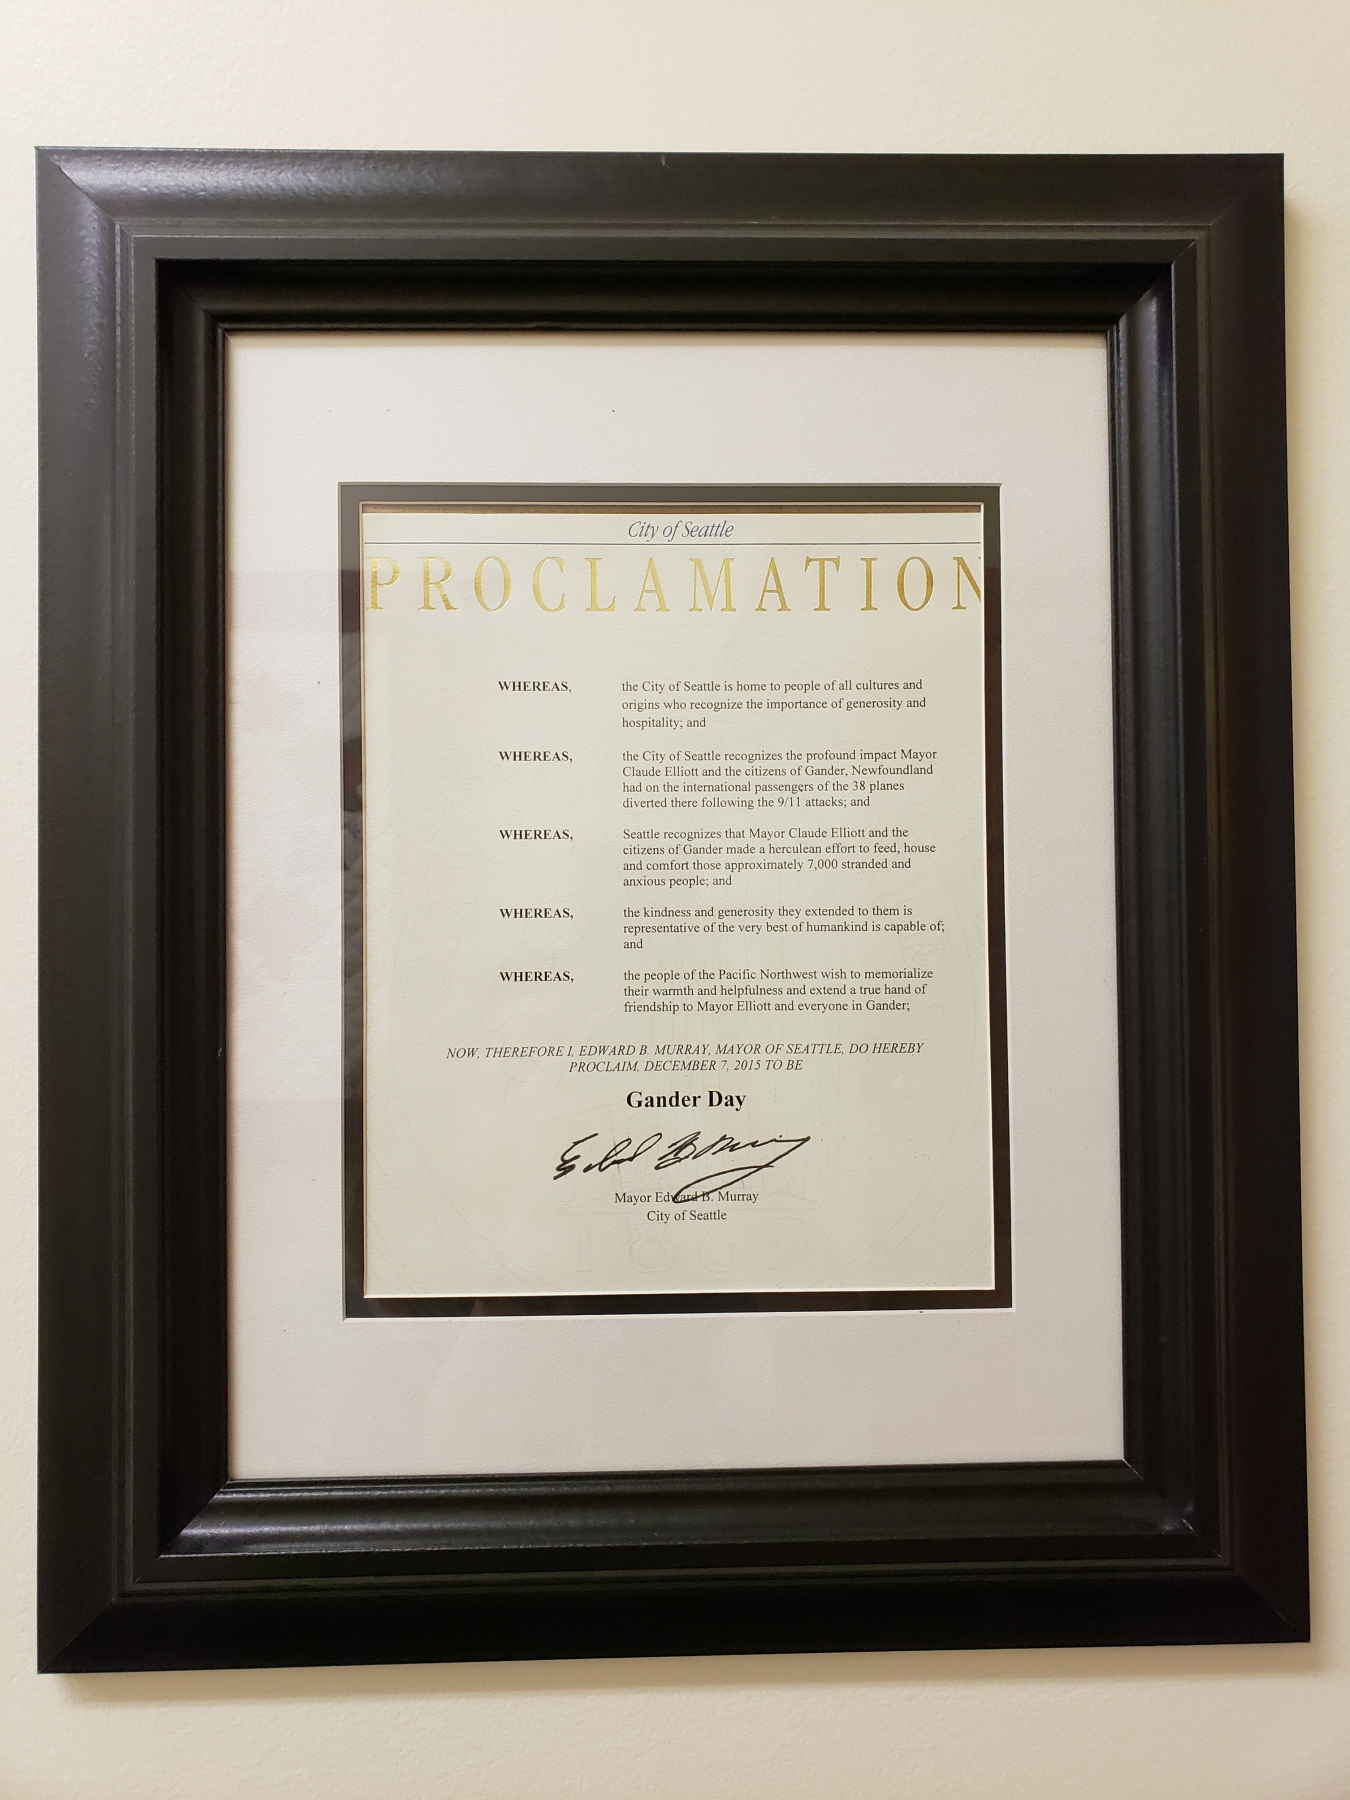 City of Seattle
PROCLAMATION
WHEREAS, the City of Seattle is home to people of all cultures and
origins who recognize the importance of generosity and
hospitality; and
WHEREAS, the City of Seattle recognizes the profound impact Mayor
Claude Elliott and the citizens of Gander, Newfoundland
had on the international passengers of the 38 planes
diverted there following the 9/11 attacks; and
WHEREAS, Seattle recognizes that Mayor Claude Elliott and the
citizens of Gander made a herculean effort to feed, house
and comfort those approximately 7,000 stranded and
anxious people; and
WHEREAS, the kindness and generosity they extended to them is
representative of the very best of humankind is capable of;
and
WHEREAS, the people of the Pacific Northwest wish to memorialize
their warmth and helpfulness and extend a true hand of
friendship to Mayor Elliott and everyone in Gander;
NOW, THEREFORE I, EDWARD B. MURRAY, MAYOR OF SEATTLE, DO HEREBY
PROCLAIM, DECEMBER 7, 2015 TO BE
Gander Day
Mayor Edward B. Murray
City of Seattle